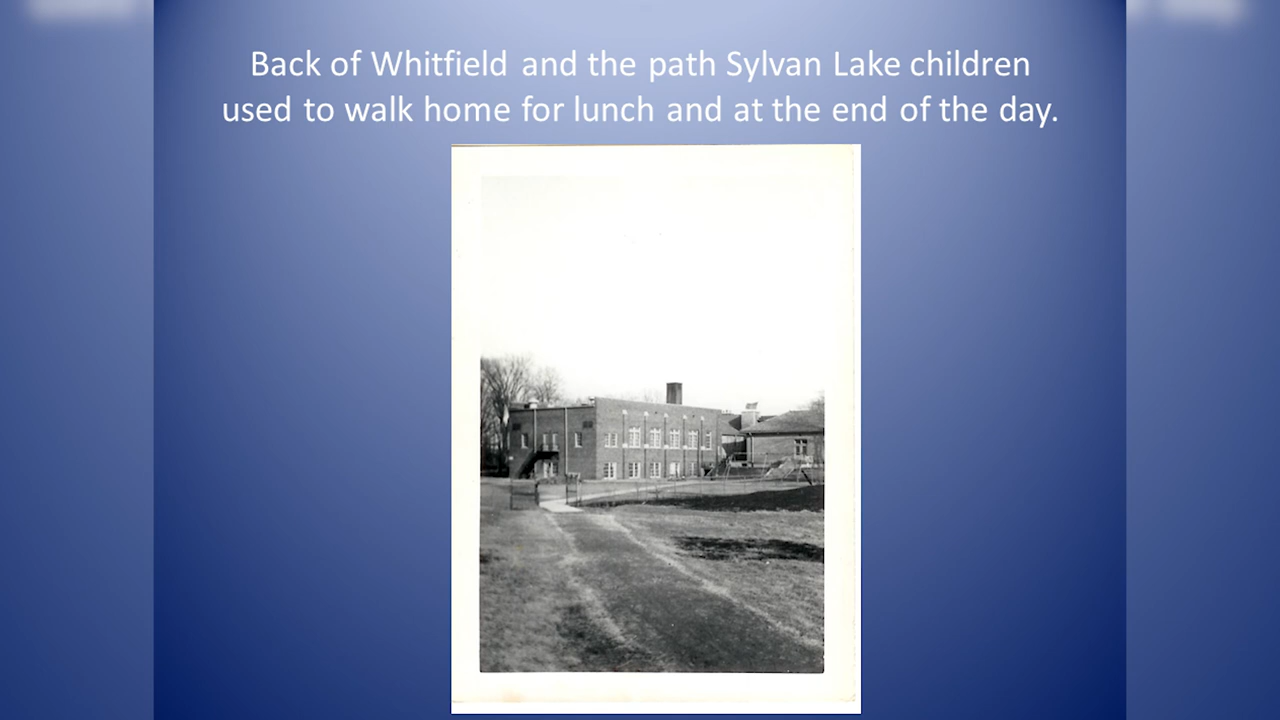 Back of Whitfield and the path Sylvan Lake children
used to walk home for lunch and at the end of the day.